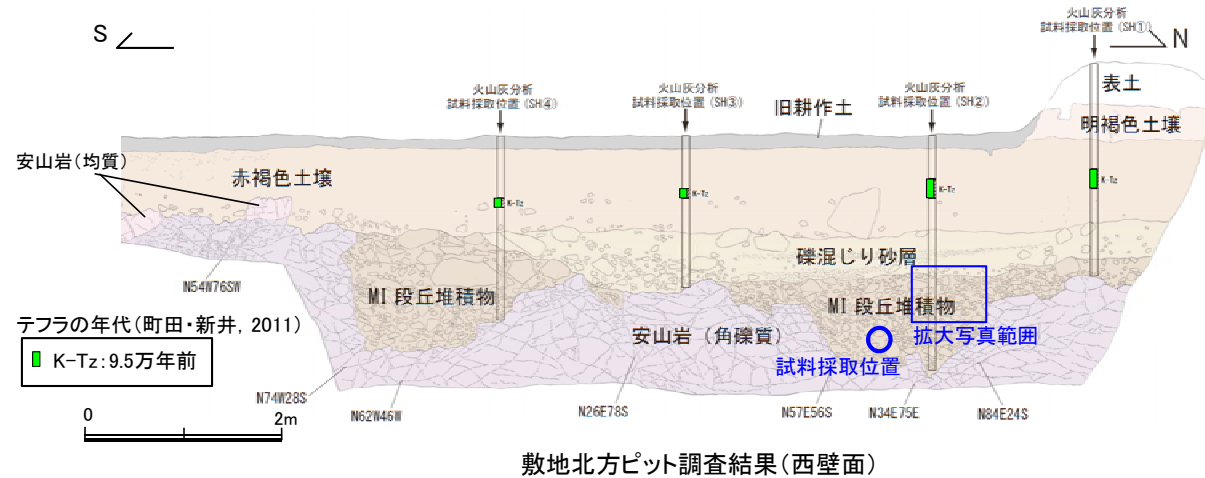 S
N
火山灰分析
試料採取位置(SH①)
火山灰分析
試料採取位置(SH④)
火山灰分析
試料採取位置(SH③)
火山灰分析
試料採取位置(SH②)
旧耕作土
表土
明褐色土壌
安山岩(均質)
赤褐色土壌
K-Tz
K-Tz
K-Tz
K-Tz
礫混じり砂層
N54W76SW
MI 段丘堆積物
MI 段丘堆積物
安山岩(角礫質)
拡大写真範囲
試料採取位置
テフラの年代(町田・新井, 2011)
K-Tz:9.5万年前
N74W28S
N62W46W
N26E78S
N57E56S
N34E75E
N84E24S
0
2m
敷地北方ピット調査結果(西壁面)